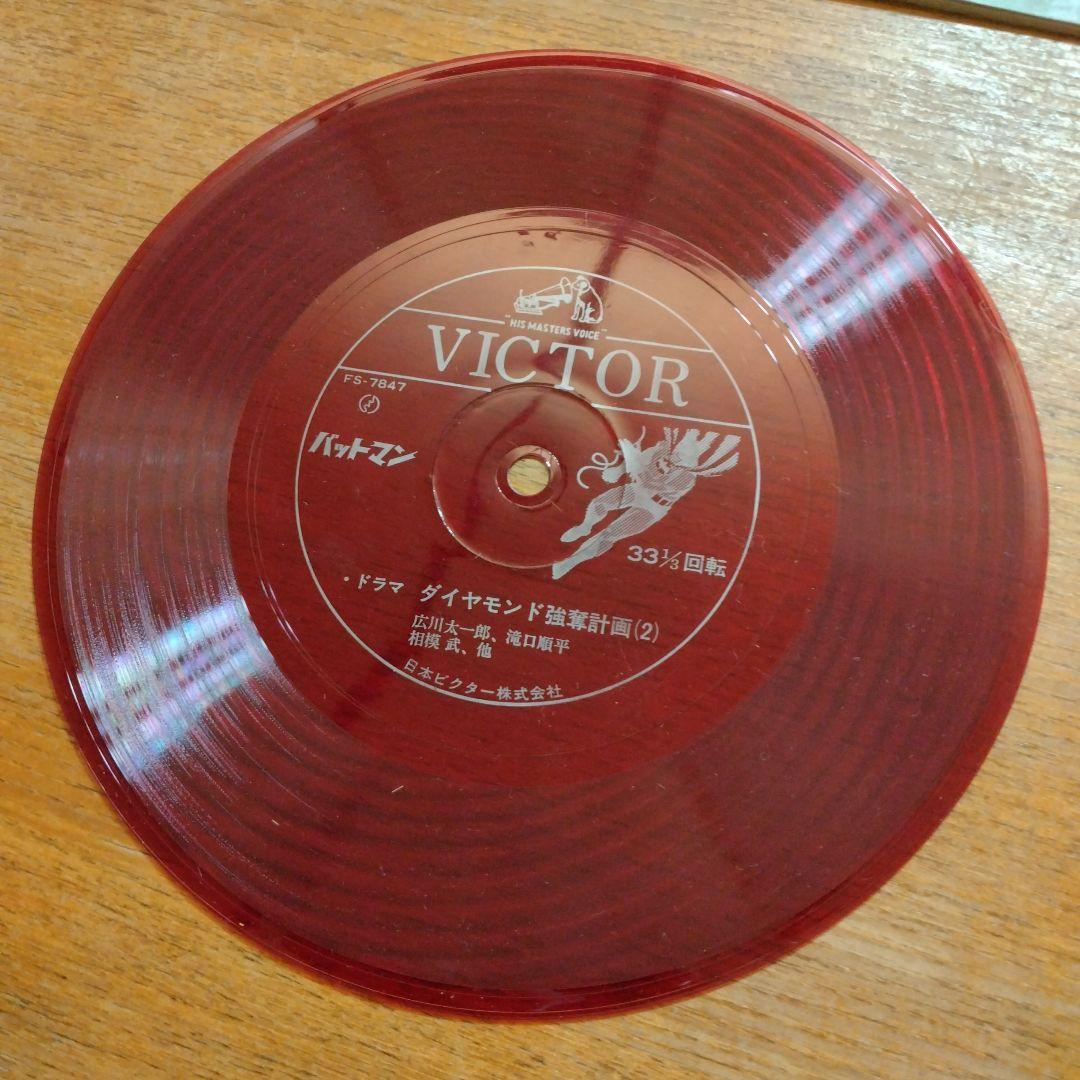 "HIS MASTERS VOICE"
VICTOR
FS-7847
バットマン
33⅓回転
・ドラマ ダイヤモンド強奪計画(2)
広川太一郎、滝口順平
相模 武、他
日本ビクター株式会社